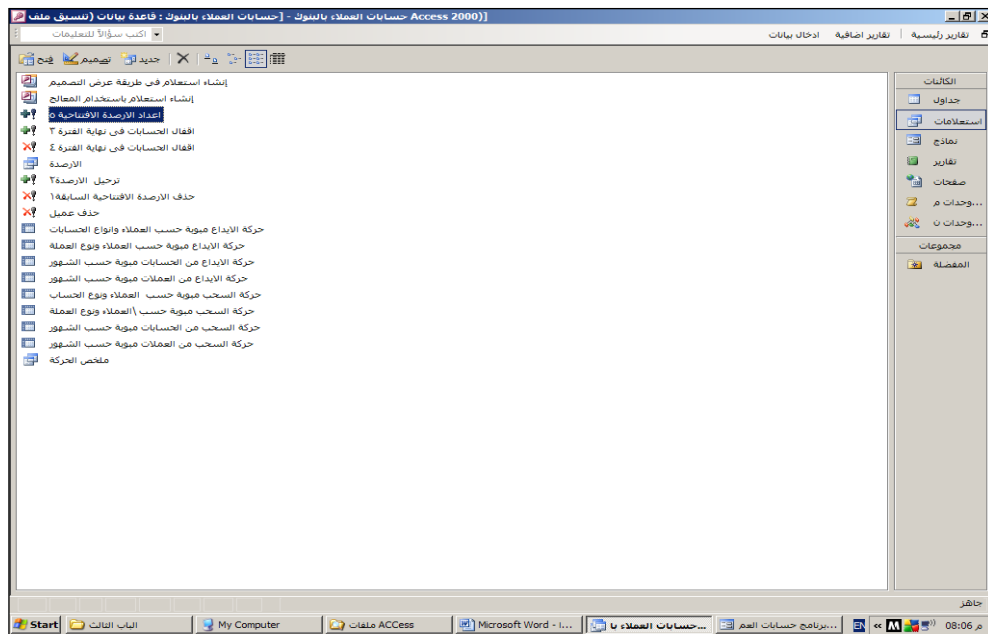 حسابات العملاء بالبنوك - [حسابات العملاء بالبنوك : قاعدة بيانات (تنسيق ملف Access 2000)]
تقارير رئيسية تقارير اضافية ادخال بيانات
اكتب سؤالاً للتعليمات
فتح تصميم جديد
الكائنات
جداول
استعلامات
نماذج
تقارير
صفحات
وحدات م...
وحدات ن...
مجموعات
المفضلة
إنشاء استعلام في طريقة عرض التصميم
إنشاء استعلام باستخدام المعالج
اعداد الارصدة الافتتاحية ٥
اقفال الحسابات فى نهاية الفترة ٣
اقفال الحسابات فى نهاية الفترة ٤
الارصدة
ترحيل الارصدة٢
حذف الارصدة الافتتاحية السابقة١
حذف عميل
حركة الايداع مبوبة حسب العملاء وانواع الحسابات
حركة الايداع مبوبة حسب العملاء ونوع العملة
حركة الايداع من الحسابات مبوبة حسب الشهور
حركة الايداع من العملات مبوبة حسب الشهور
حركة السحب مبوبة حسب العملاء ونوع الحساب
حركة السحب مبوبة حسب \العملاء ونوع العملة
حركة السحب من الحسابات مبوبة حسب الشهور
حركة السحب من العملات مبوبة حسب الشهور
ملخص الحركة
جاهز
Start
الباب الثالث
My Computer
ملفات ACCess
Microsoft Word - ا...
حسابات العملاء با...
برنامج حسابات العم...
EN
08:06 م